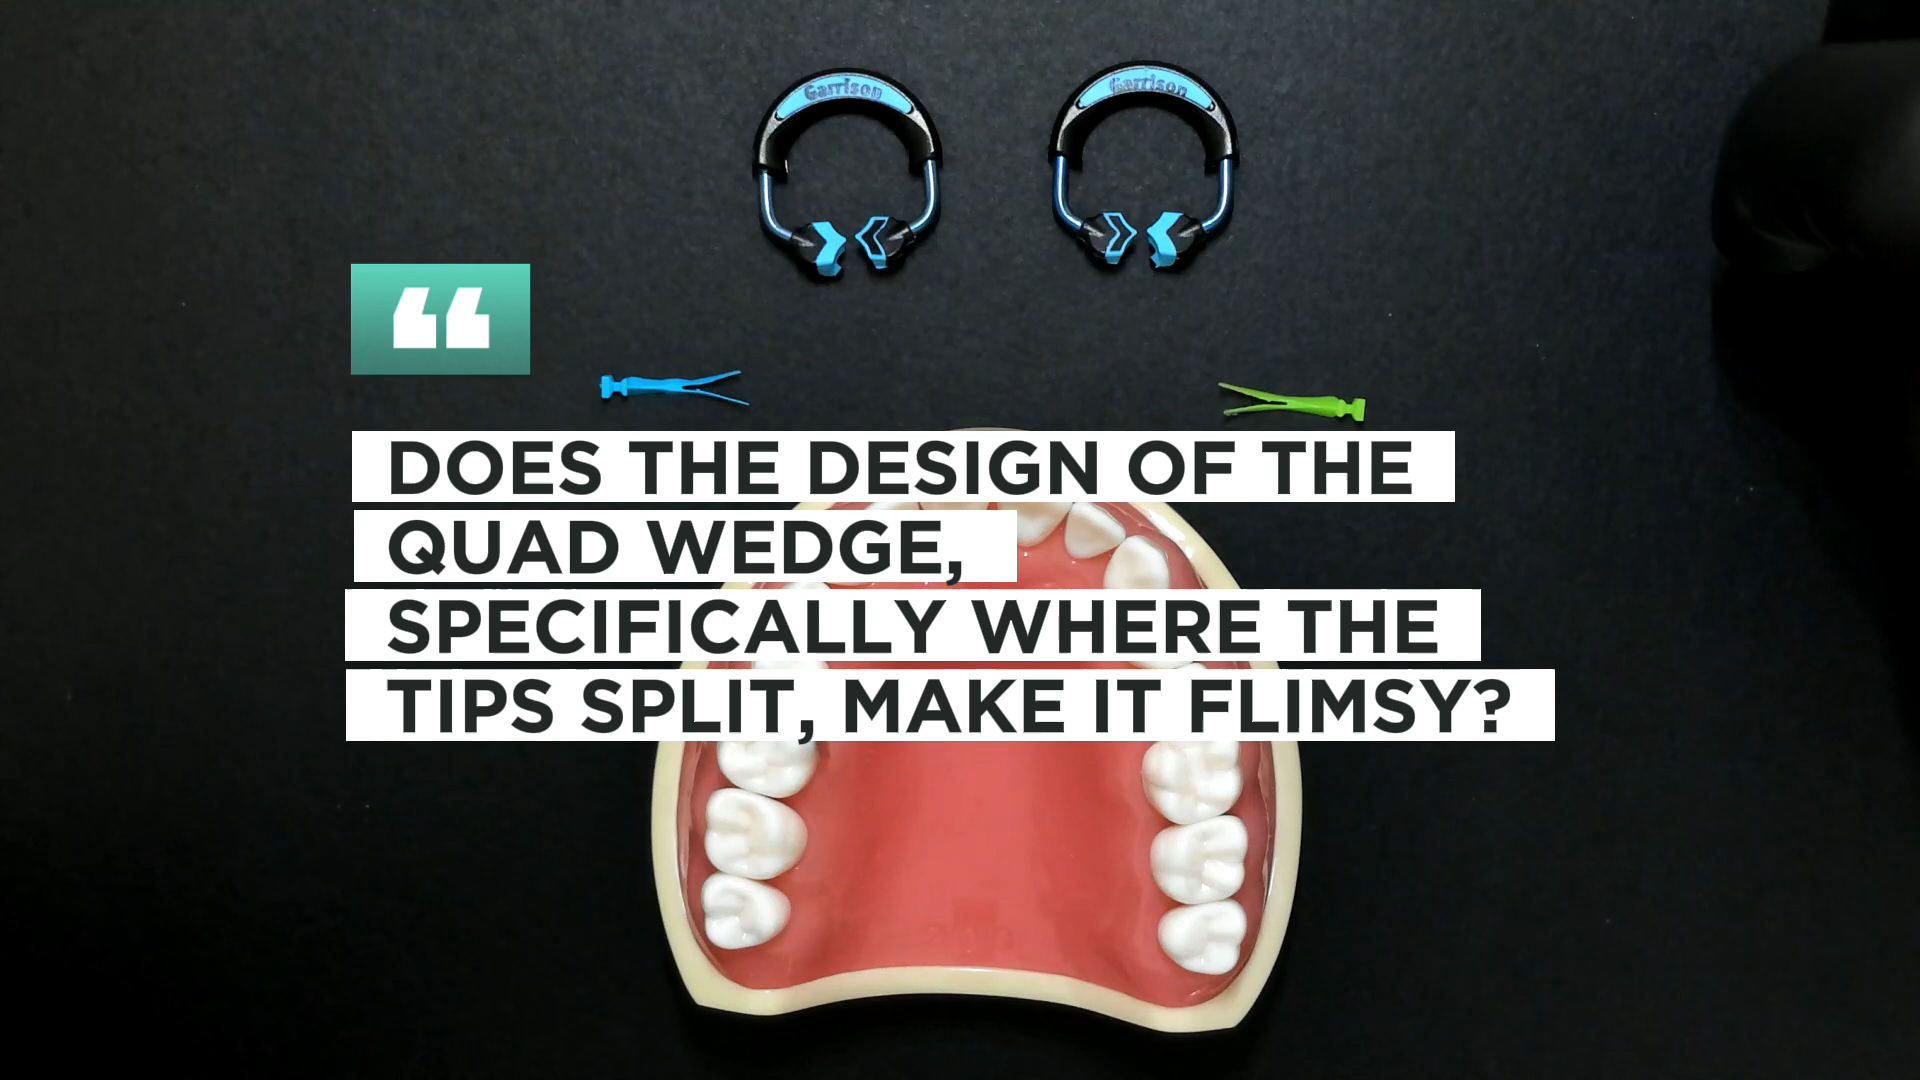 Garrison
Garrison
“
DOES THE DESIGN OF THE
QUAD WEDGE,
SPECIFICALLY WHERE THE
TIPS SPLIT, MAKE IT FLIMSY?